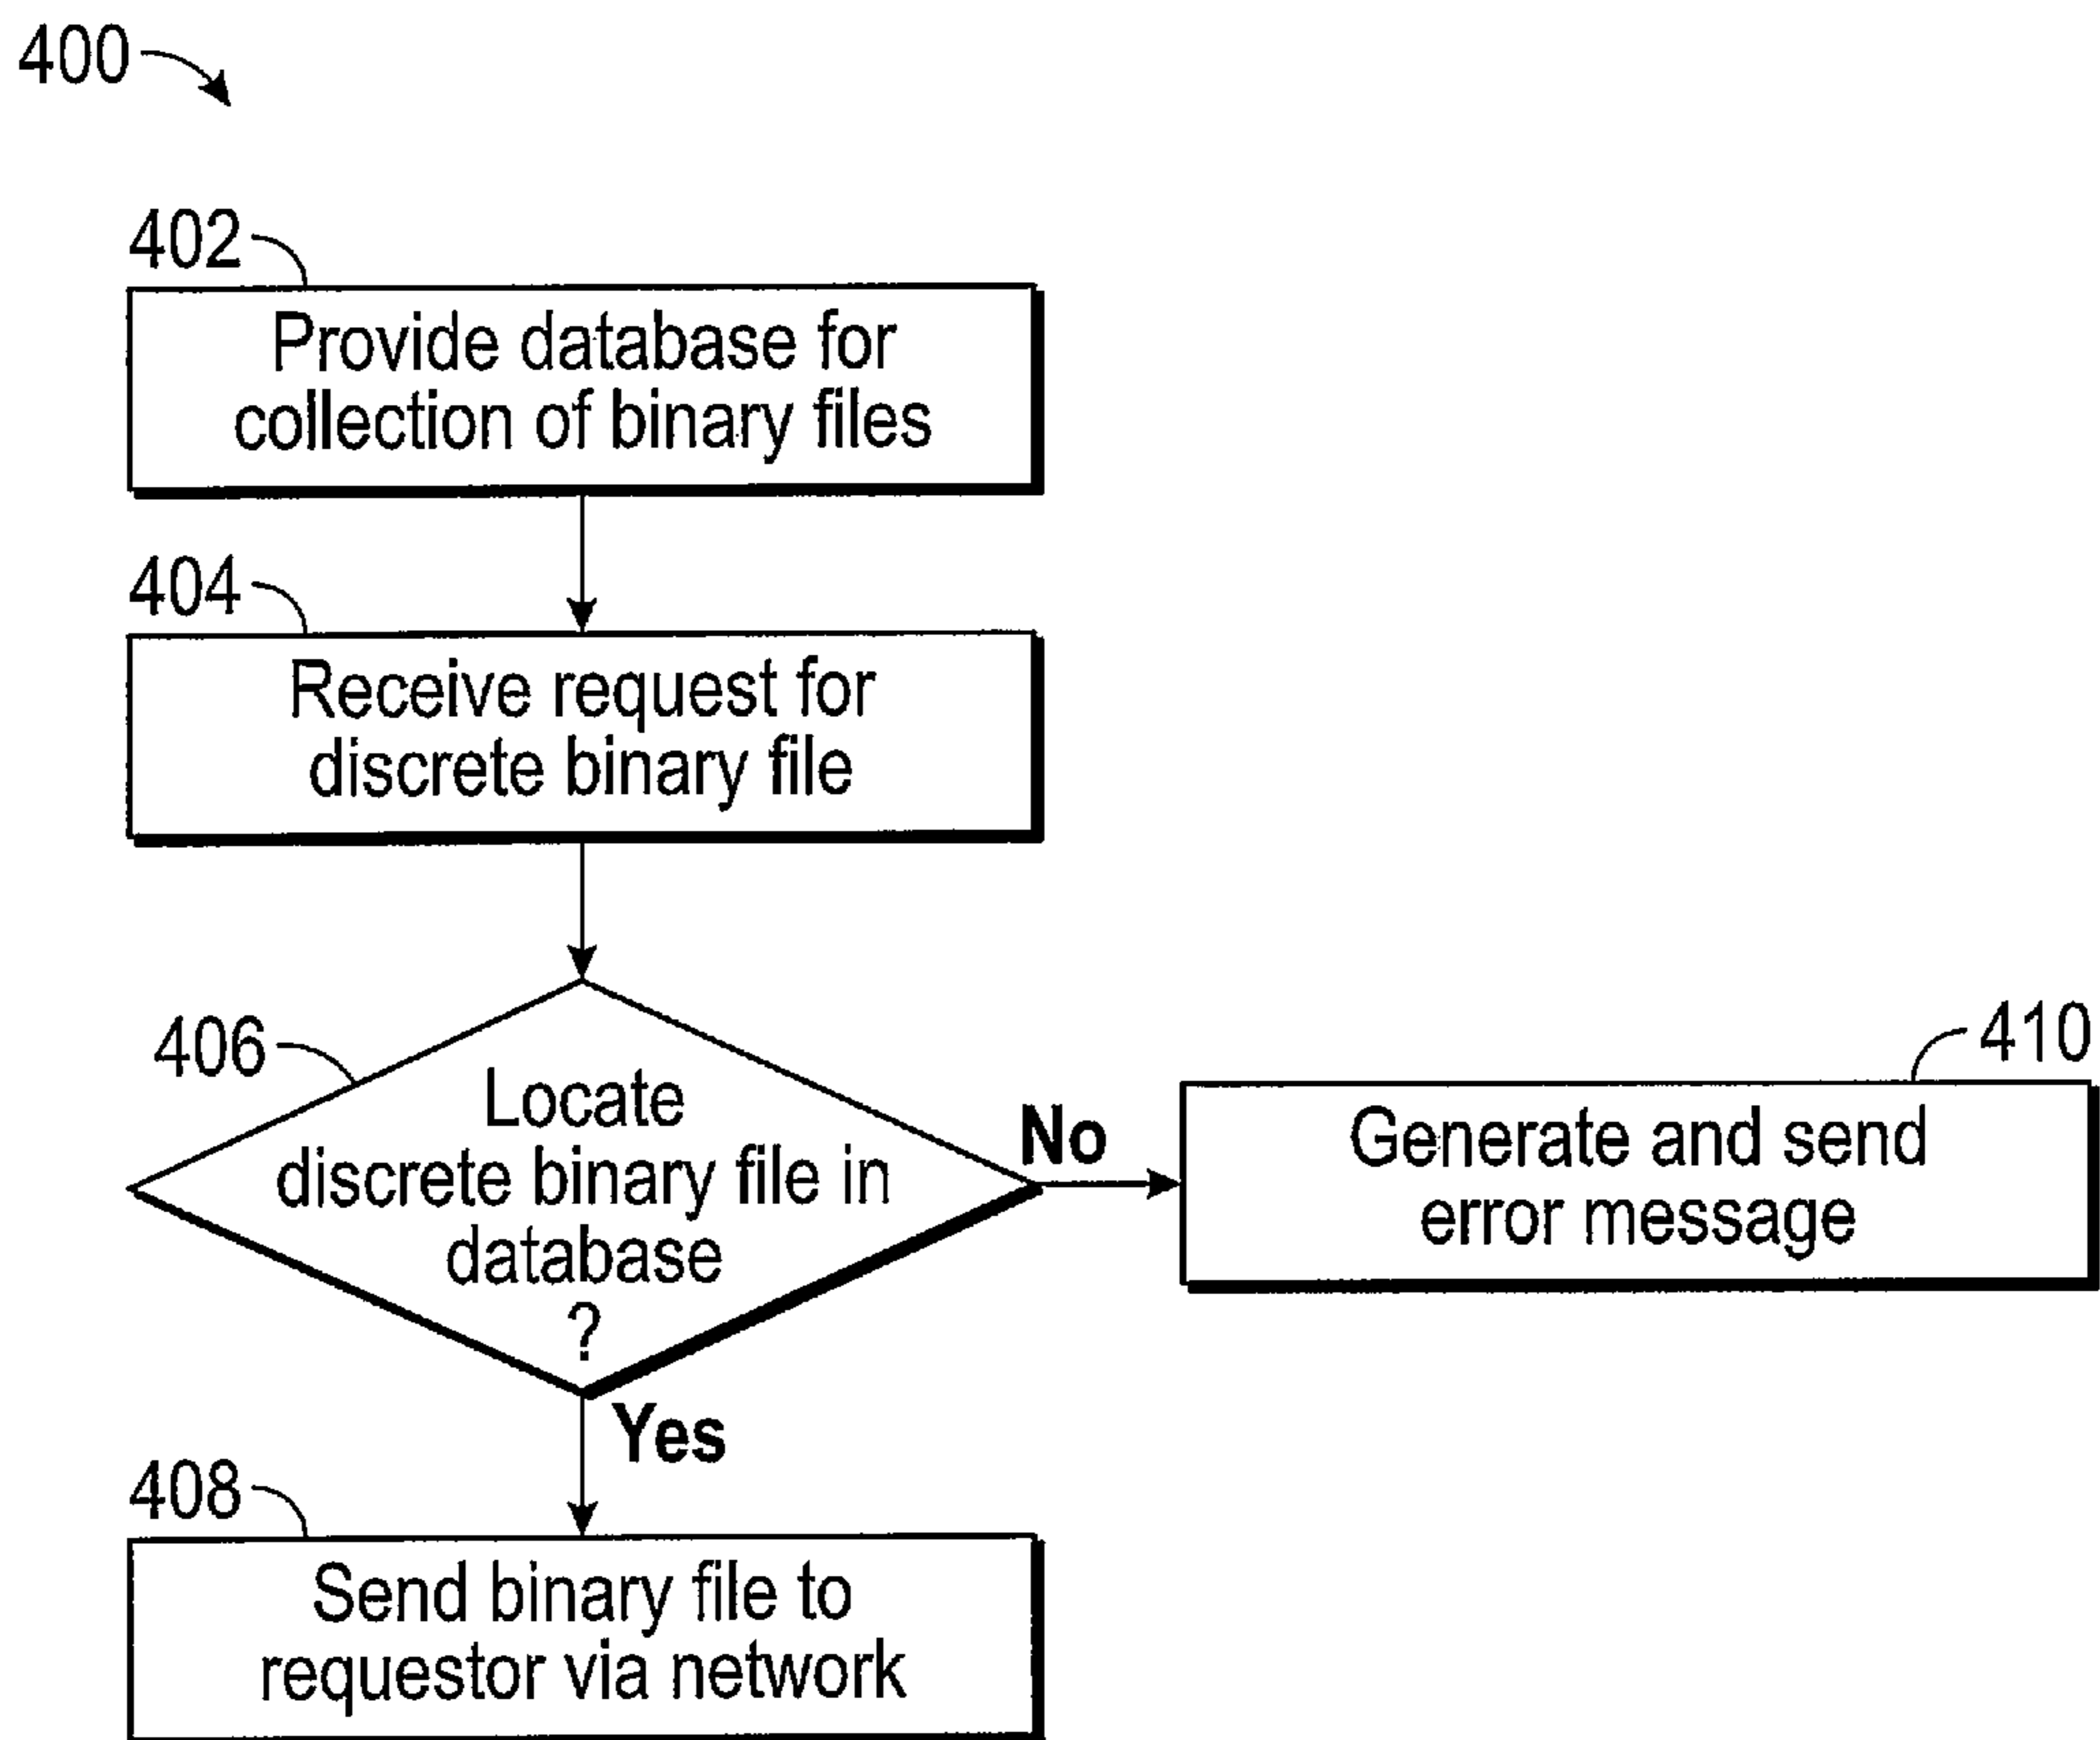 400
402
Provide database for
collection of binary files
404
Receive request for
discrete binary file
406
Locate
discrete binary file in
database
?
No
410
Generate and send
error message
Yes
408
Send binary file to
requestor via network